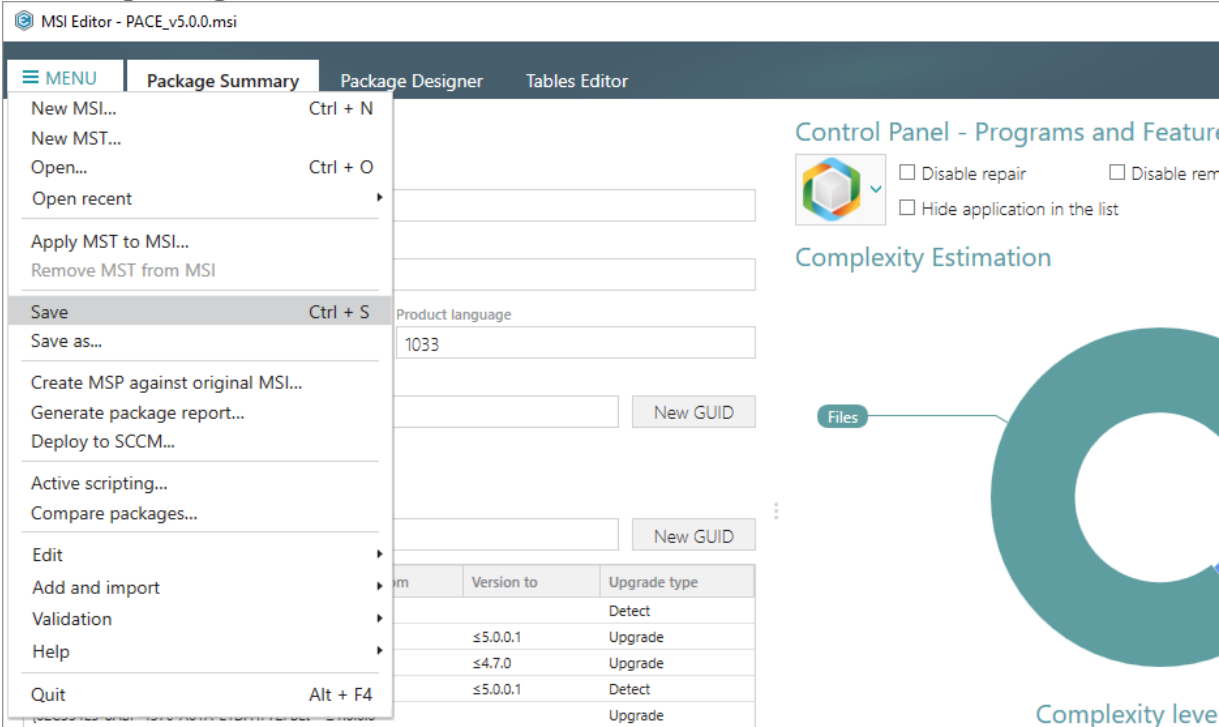 MSI Editor - PACE_v5.0.0.msi
MENU Package Summary Package Designer Tables Editor
New MSI... Ctrl + N
New MST...
Open... Ctrl + O
Open recent
Apply MST to MSI...
Remove MST from MSI
Save Ctrl + S
Save as...
Create MSP against original MSI...
Generate package report...
Deploy to SCCM...
Active scripting...
Compare packages...
Edit
Add and import
Validation
Help
Quit Alt + F4
Product language
1033
New GUID
New GUID
om Version to Upgrade type
Detect
≤5.0.0.1 Upgrade
≤4.7.0 Upgrade
≤5.0.0.1 Detect
Upgrade
Control Panel - Programs and Feature
Disable repair Disable rem
Hide application in the list
Complexity Estimation
Files
Complexity leve